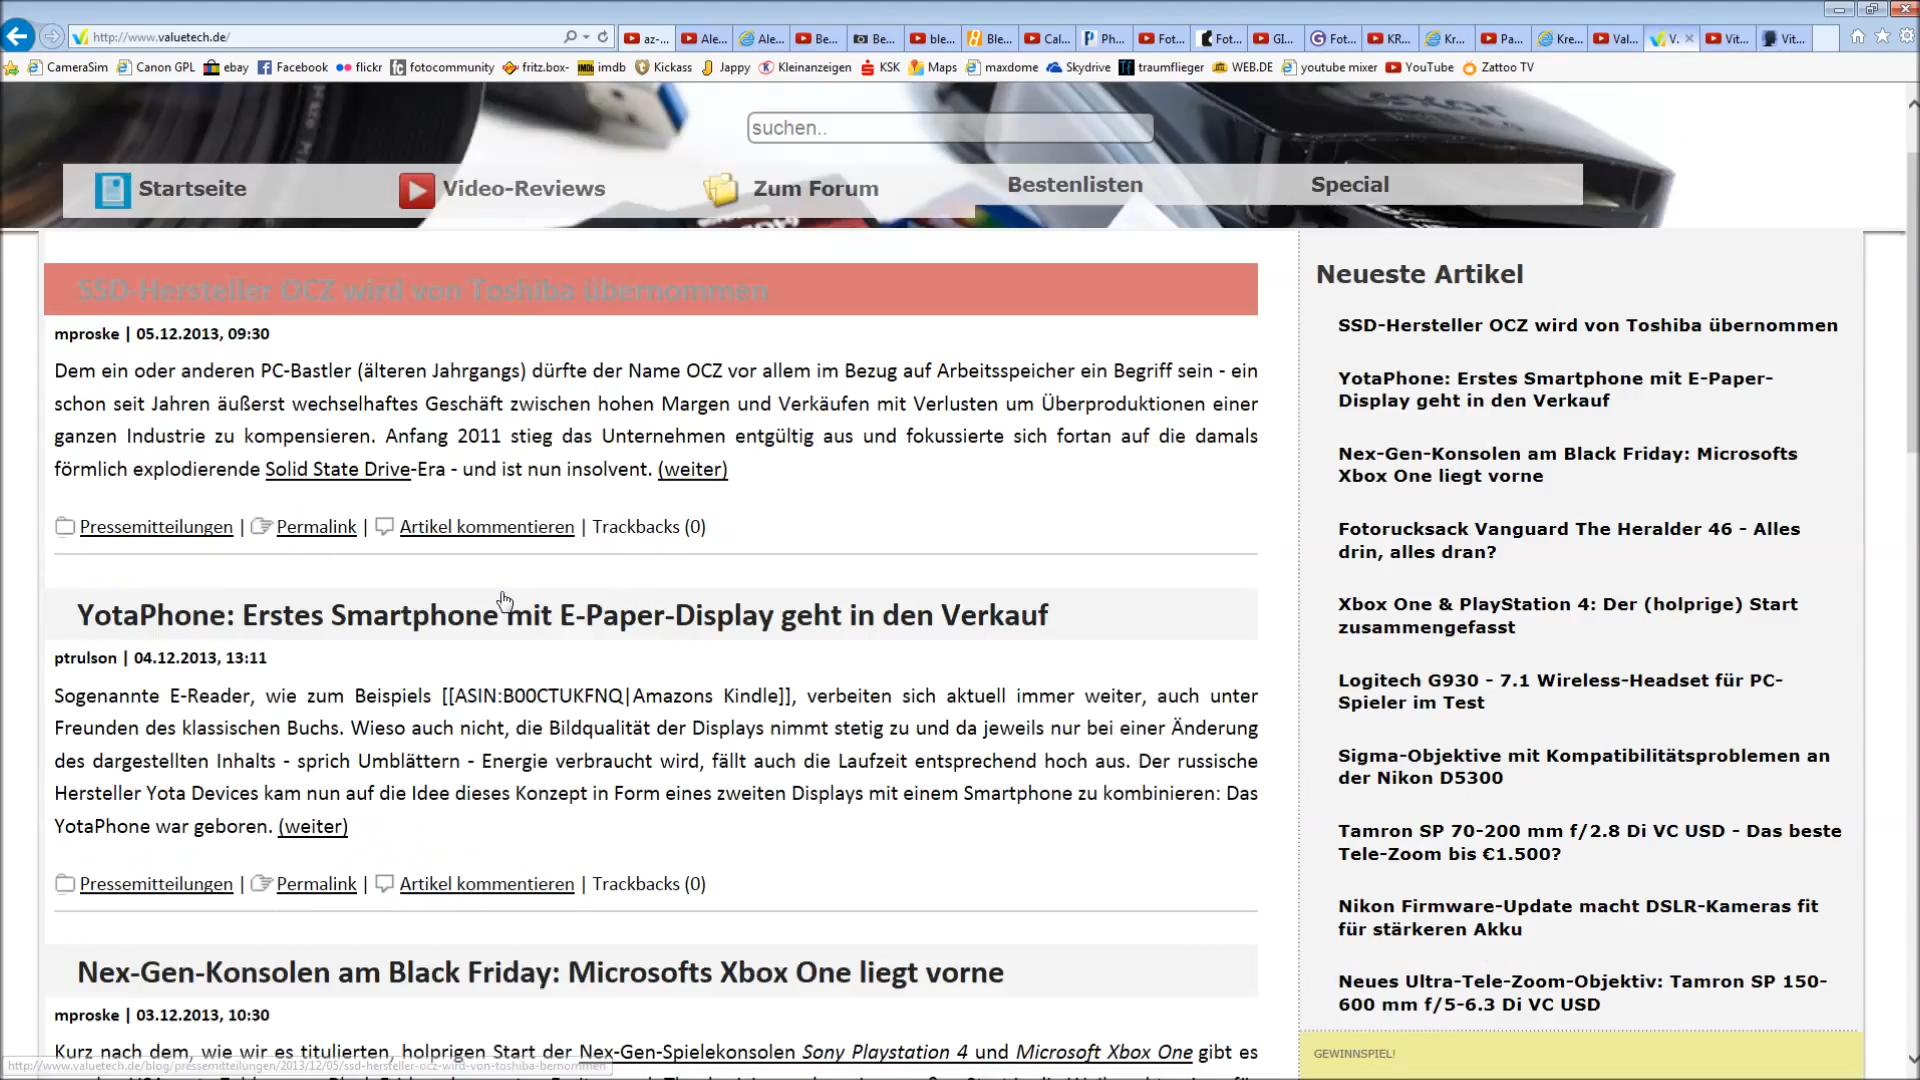 http://www.valuetech.de/
az-... Ale... Ale... Be... Be... ble... Ble... Cal... Ph... Fot... Fot... GI... Fot... KR... Kr... Pa... Kre... Val... V. Vit... Vit...
CameraSim Canon GPL ebay Facebook flickr fotocommunity fritz.box- imdb Kickass Jappy Kleinanzeigen KSK Maps maxdome Skydrive traumflieger WEB.DE youtube mixer YouTube Zattoo TV
suchen..
Startseite Video-Reviews Zum Forum Bestenlisten Special
SSD-Hersteller OCZ wird von Toshiba übernommen
mproske | 05.12.2013, 09:30
Dem ein oder anderen PC-Bastler (älteren Jahrgangs) dürfte der Name OCZ vor allem im Bezug auf Arbeitsspeicher ein Begriff sein - ein
schon seit Jahren äußerst wechselhaftes Geschäft zwischen hohen Margen und Verkäufen mit Verlusten um Überproduktionen einer
ganzen Industrie zu kompensieren. Anfang 2011 stieg das Unternehmen entgültig aus und fokussierte sich fortan auf die damals
förmlich explodierende Solid State Drive-Era - und ist nun insolvent. (weiter)
Pressemitteilungen | Permalink | Artikel kommentieren | Trackbacks (0)
YotaPhone: Erstes Smartphone mit E-Paper-Display geht in den Verkauf
ptrulson | 04.12.2013, 13:11
Sogenannte E-Reader, wie zum Beispiels [[ASIN:B00CTUKFNQ|Amazons Kindle]], verbeiten sich aktuell immer weiter, auch unter
Freunden des klassischen Buchs. Wieso auch nicht, die Bildqualität der Displays nimmt stetig zu und da jeweils nur bei einer Änderung
des dargestellten Inhalts - sprich Umblättern - Energie verbraucht wird, fällt auch die Laufzeit entsprechend hoch aus. Der russische
Hersteller Yota Devices kam nun auf die Idee dieses Konzept in Form eines zweiten Displays mit einem Smartphone zu kombinieren: Das
YotaPhone war geboren. (weiter)
Pressemitteilungen | Permalink | Artikel kommentieren | Trackbacks (0)
Nex-Gen-Konsolen am Black Friday: Microsofts Xbox One liegt vorne
mproske | 03.12.2013, 10:30
Kurz nach dem, wie wir es titulierten, holprigen Start der Nex-Gen-Spielekonsolen Sony Playstation 4 und Microsoft Xbox One gibt es
http://www.valuetech.de/blog/pressemitteilungen/2013/12/05/ssd-hersteller-ocz-wird-von-toshiba-bernommen
Neueste Artikel
SSD-Hersteller OCZ wird von Toshiba übernommen
YotaPhone: Erstes Smartphone mit E-Paper-
Display geht in den Verkauf
Nex-Gen-Konsolen am Black Friday: Microsofts
Xbox One liegt vorne
Fotorucksack Vanguard The Heralder 46 - Alles
drin, alles dran?
Xbox One & PlayStation 4: Der (holprige) Start
zusammengefasst
Logitech G930 - 7.1 Wireless-Headset für PC-
Spieler im Test
Sigma-Objektive mit Kompatibilitätsproblemen an
der Nikon D5300
Tamron SP 70-200 mm f/2.8 Di VC USD - Das beste
Tele-Zoom bis €1.500?
Nikon Firmware-Update macht DSLR-Kameras fit
für stärkeren Akku
Neues Ultra-Tele-Zoom-Objektiv: Tamron SP 150-
600 mm f/5-6.3 Di VC USD
GEWINNSPIEL!